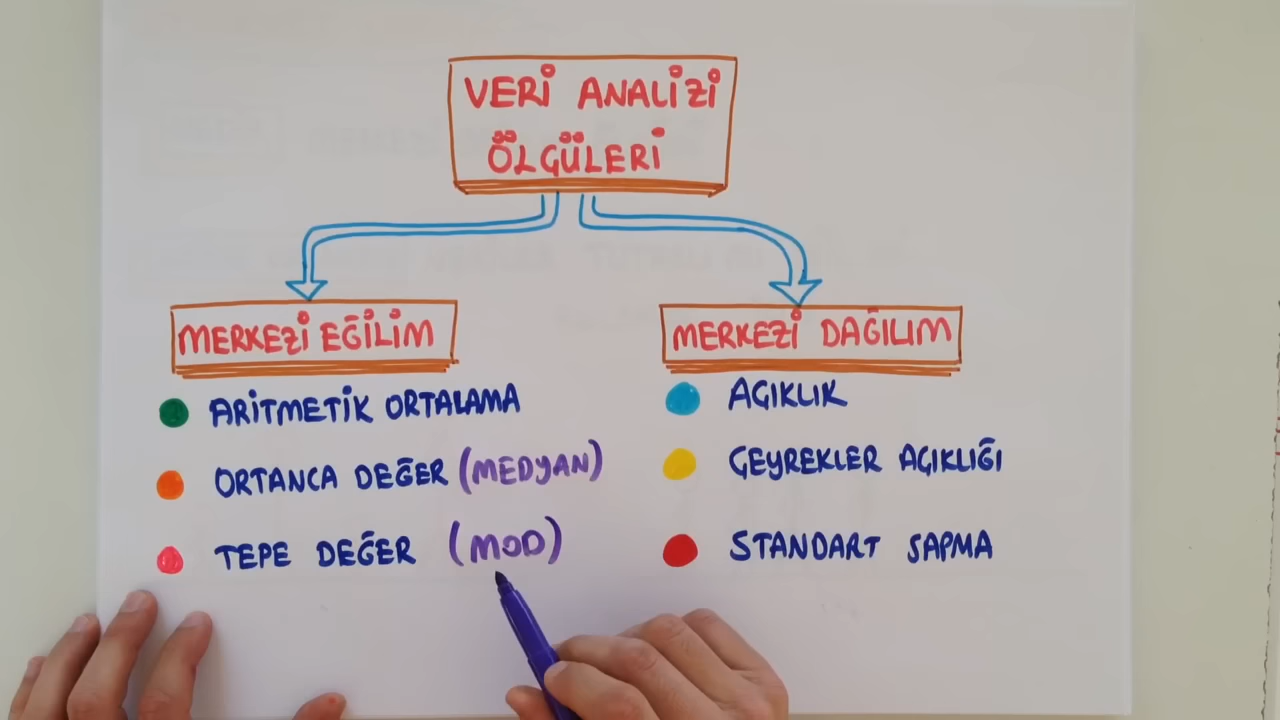 VERİ ANALİZİ
ÖLÇÜLERİ
MERKEZİ EĞİLİM
ARİTMETİK ORTALAMA
ORTANCA DEĞER (MEDYAN)
TEPE DEĞER (MOD)
MERKEZİ DAĞILIM
AÇIKLIK
ÇEYREKLER AÇIKLIĞI
STANDART SAPMA